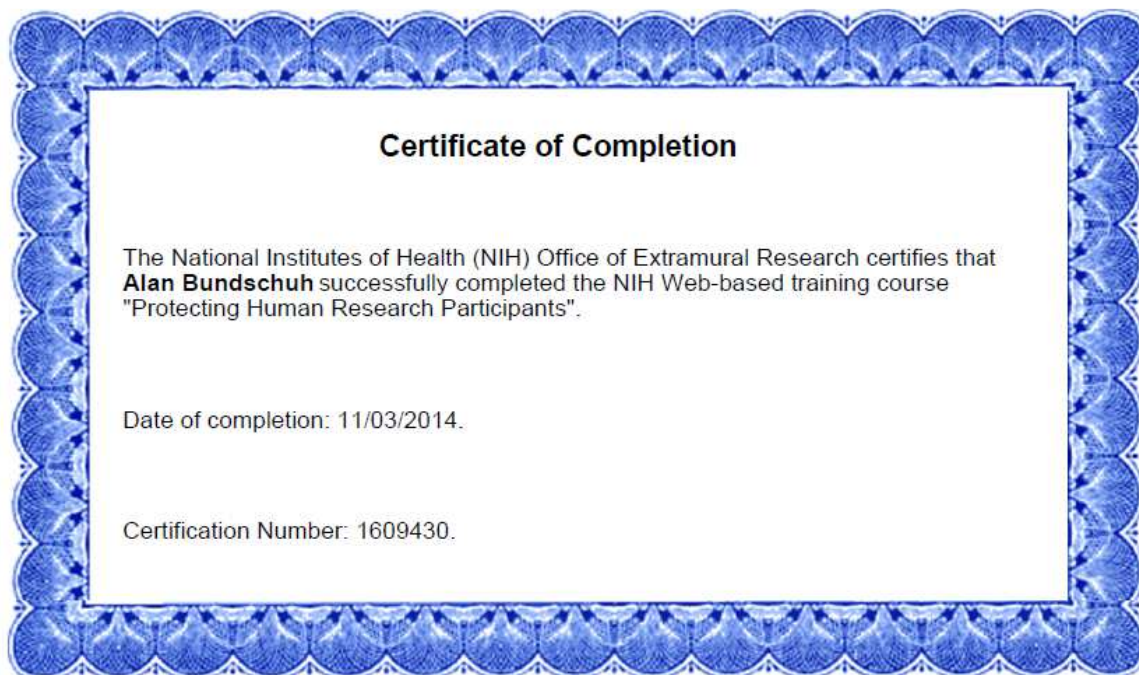 Certificate of Completion
The National Institutes of Health (NIH) Office of Extramural Research certifies that
Alan Bundschuh successfully completed the NIH Web-based training course
"Protecting Human Research Participants".
Date of completion: 11/03/2014.
Certification Number: 1609430.